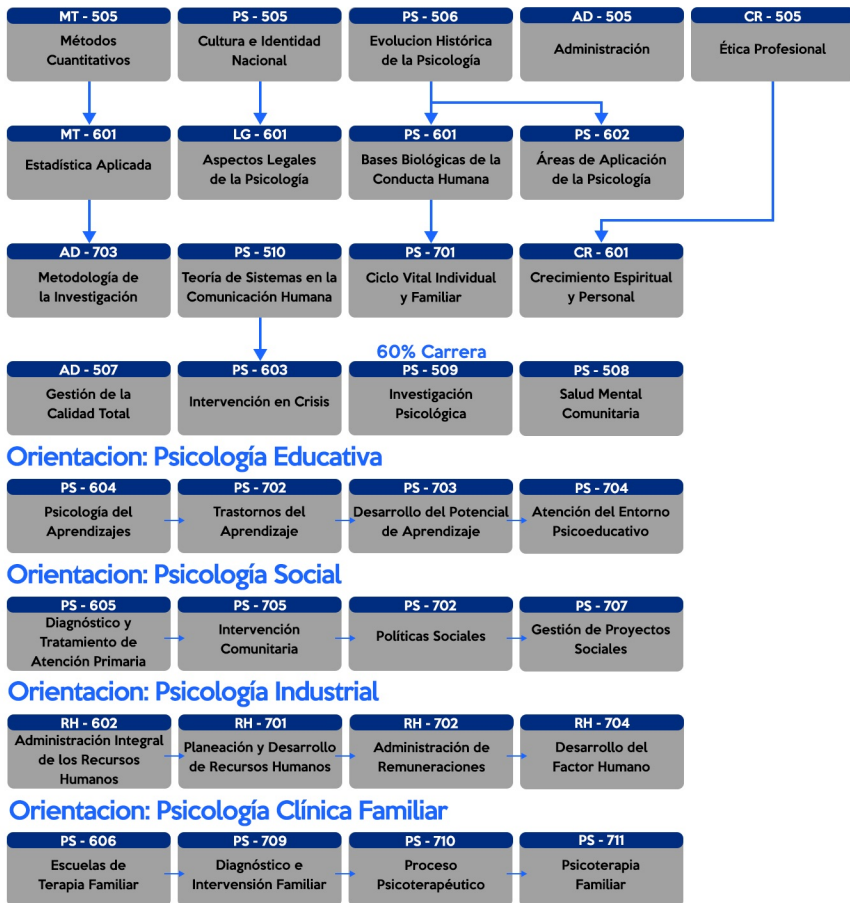 MT - 505
Métodos
Cuantitativos
PS - 505
Cultura e Identidad
Nacional
PS - 506
Evolucion Histórica
de la Psicología
AD - 505
Administración
CR - 505
Ética Profesional
MT - 601
Estadística Aplicada
LG - 601
Aspectos Legales
de la Psicología
PS - 601
Bases Biológicas de la
Conducta Humana
PS - 602
Áreas de Aplicación
de la Psicología
AD - 703
Metodología de
la Investigación
PS - 510
Teoría de Sistemas en la
Comunicación Humana
PS - 701
Ciclo Vital Individual
y Familiar
CR - 601
Crecimiento Espiritual
y Personal
AD - 507
Gestión de la
Calidad Total
PS - 603
Intervención en Crisis
60% Carrera
PS - 509
Investigación
Psicológica
PS - 508
Salud Mental
Comunitaria
Orientacion: Psicología Educativa
PS - 604
Psicología del
Aprendizajes
PS - 702
Trastornos del
Aprendizaje
PS - 703
Desarrollo del Potencial
de Aprendizaje
PS - 704
Atención del Entorno
Psicoeducativo
Orientacion: Psicología Social
PS - 605
Diagnóstico y
Tratamiento de
Atención Primaria
PS - 705
Intervención
Comunitaria
PS - 702
Políticas Sociales
PS - 707
Gestión de Proyectos
Sociales
Orientacion: Psicología Industrial
RH - 602
Administración Integral
de los Recursos
Humanos
RH - 701
Planeación y Desarrollo
de Recursos Humanos
RH - 702
Administración de
Remuneraciones
RH - 704
Desarrollo del
Factor Humano
Orientacion: Psicología Clínica Familiar
PS - 606
Escuelas de
Terapia Familiar
PS - 709
Diagnóstico e
Intervensión Familiar
PS - 710
Proceso
Psicoterapéutico
PS - 711
Psicoterapia
Familiar